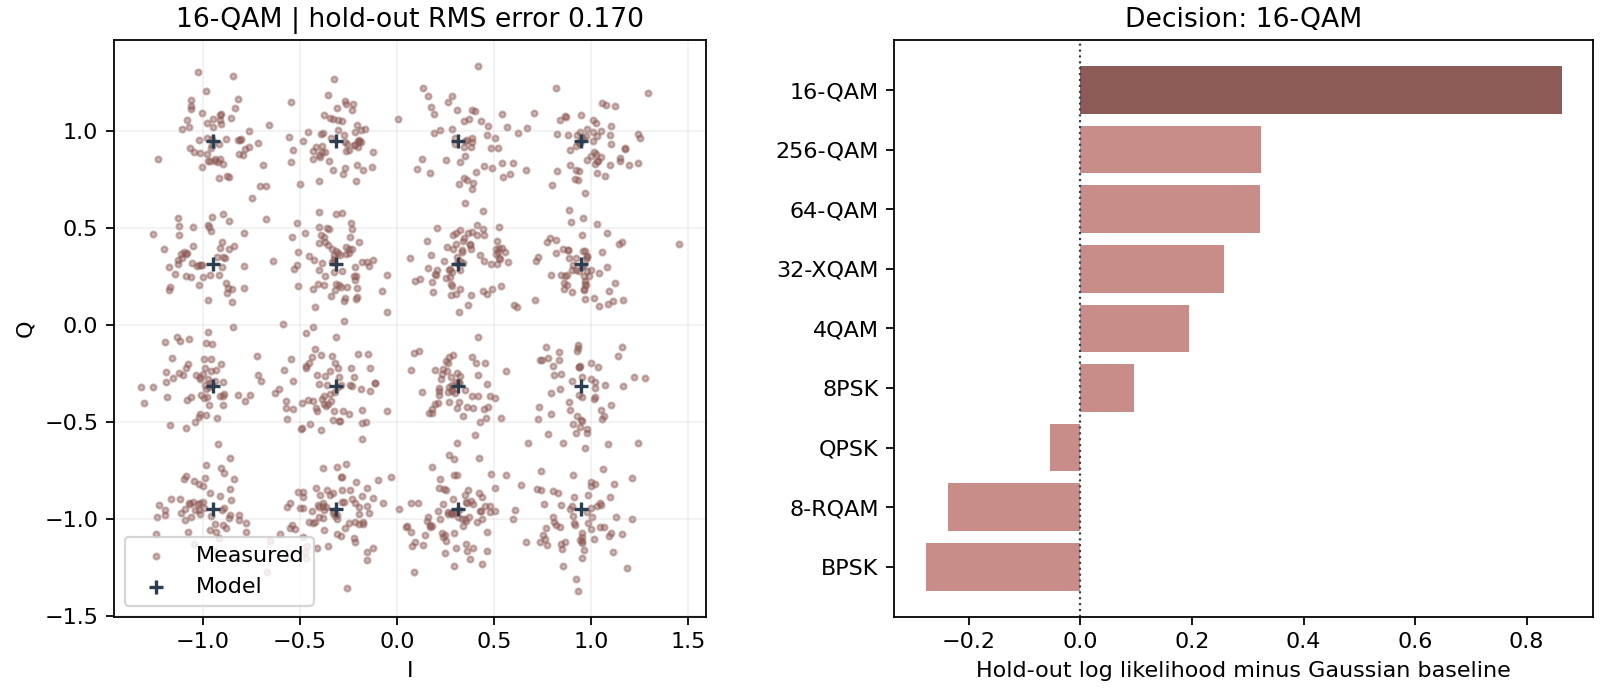 16-QAM | hold-out RMS error 0.170
Q
1.0
0.5
0.0
−0.5
−1.0
−1.5
−1.0
−0.5
0.0
0.5
1.0
1.5
I
Measured
Model
Decision: 16-QAM
16-QAM
256-QAM
64-QAM
32-XQAM
4QAM
8PSK
QPSK
8-RQAM
BPSK
−0.2
0.0
0.2
0.4
0.6
0.8
Hold-out log likelihood minus Gaussian baseline